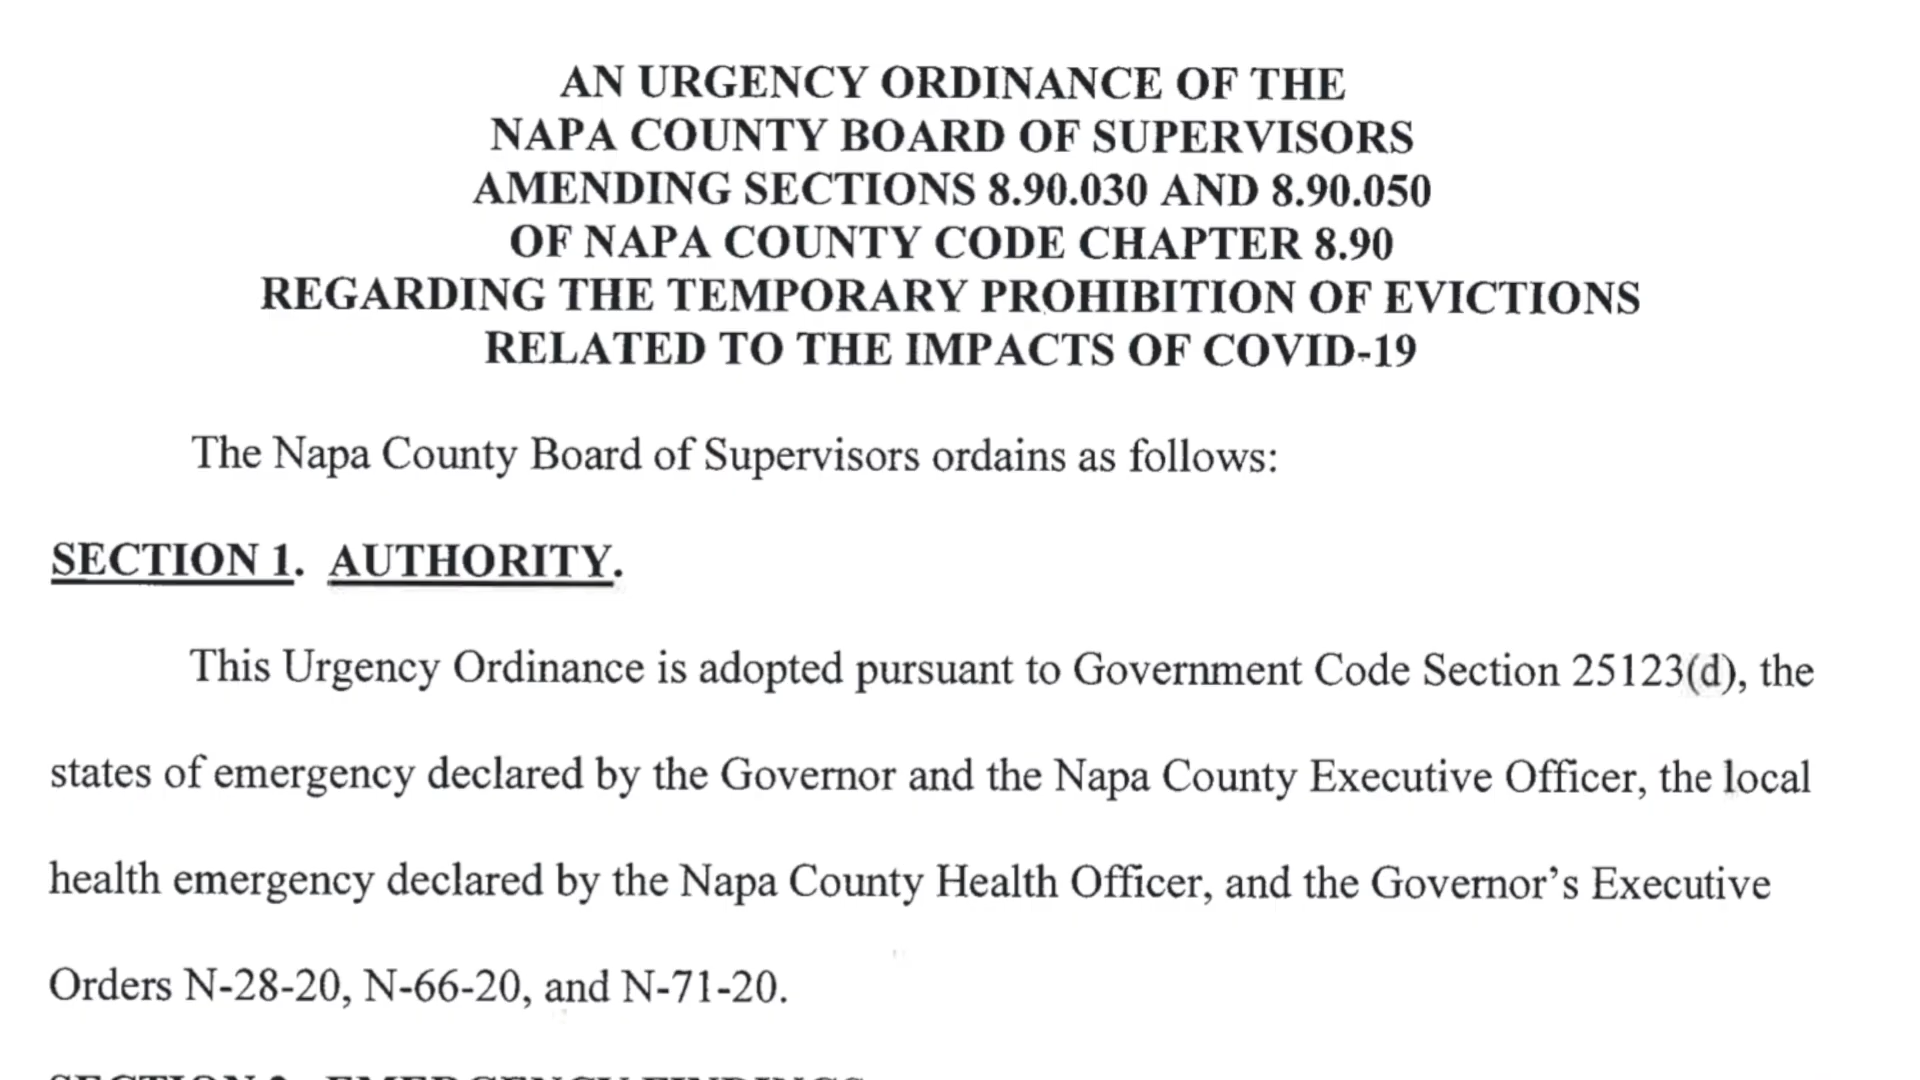 AN URGENCY ORDINANCE OF THE
NAPA COUNTY BOARD OF SUPERVISORS
AMENDING SECTIONS 8.90.030 AND 8.90.050
OF NAPA COUNTY CODE CHAPTER 8.90
REGARDING THE TEMPORARY PROHIBITION OF EVICTIONS
RELATED TO THE IMPACTS OF COVID-19
The Napa County Board of Supervisors ordains as follows:
SECTION 1. AUTHORITY.
This Urgency Ordinance is adopted pursuant to Government Code Section 25123(d), the
states of emergency declared by the Governor and the Napa County Executive Officer, the local
health emergency declared by the Napa County Health Officer, and the Governor's Executive
Orders N-28-20, N-66-20, and N-71-20.
SECTION 2. EMERGENCY FINDINGS